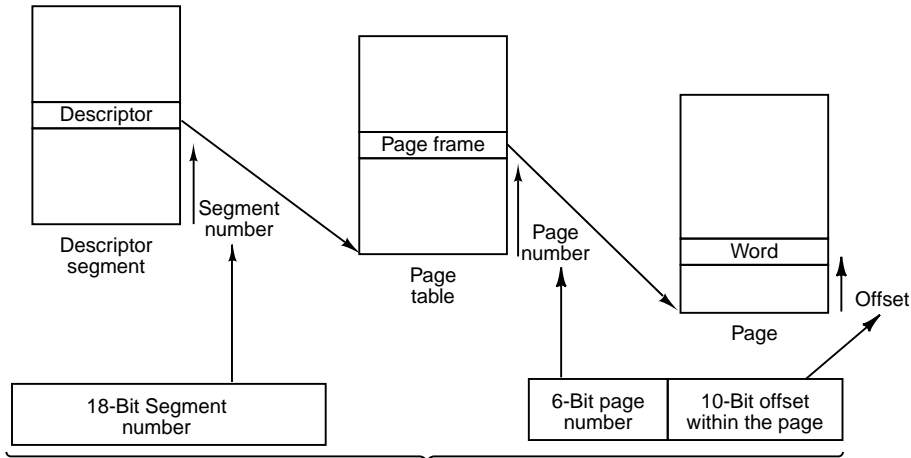 Descriptor
Segment
number
Descriptor
segment
Page frame
Page
number
Page
table
Word
Offset
Page
18-Bit Segment
number
6-Bit page
number
10-Bit offset
within the page